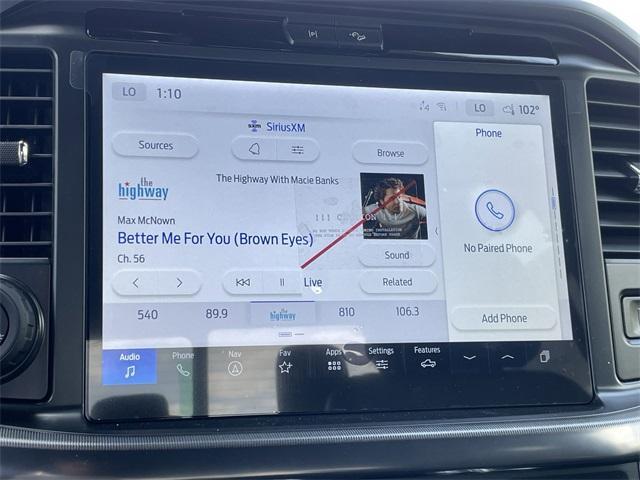 LO 1:10 LO 102°
sxm SiriusXM
Phone
Sources Browse
the highway
The Highway With Macie Banks
Max McNown
Better Me For You (Brown Eyes)
Ch. 56
No Paired Phone
Sound
Live
Related
540 89.9 the highway 810 106.3
Add Phone
Audio Phone Nav Fav Apps Settings Features